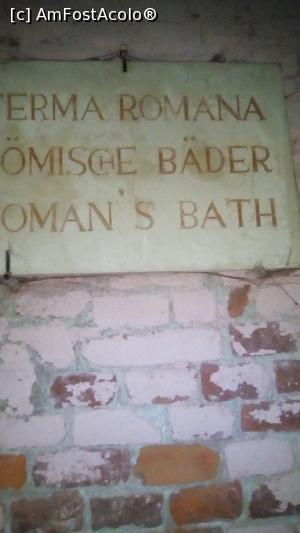 [c] AmFostAcolo®
TERMA ROMANA
ÖMISCHE BÄDER
OMAN'S BATH